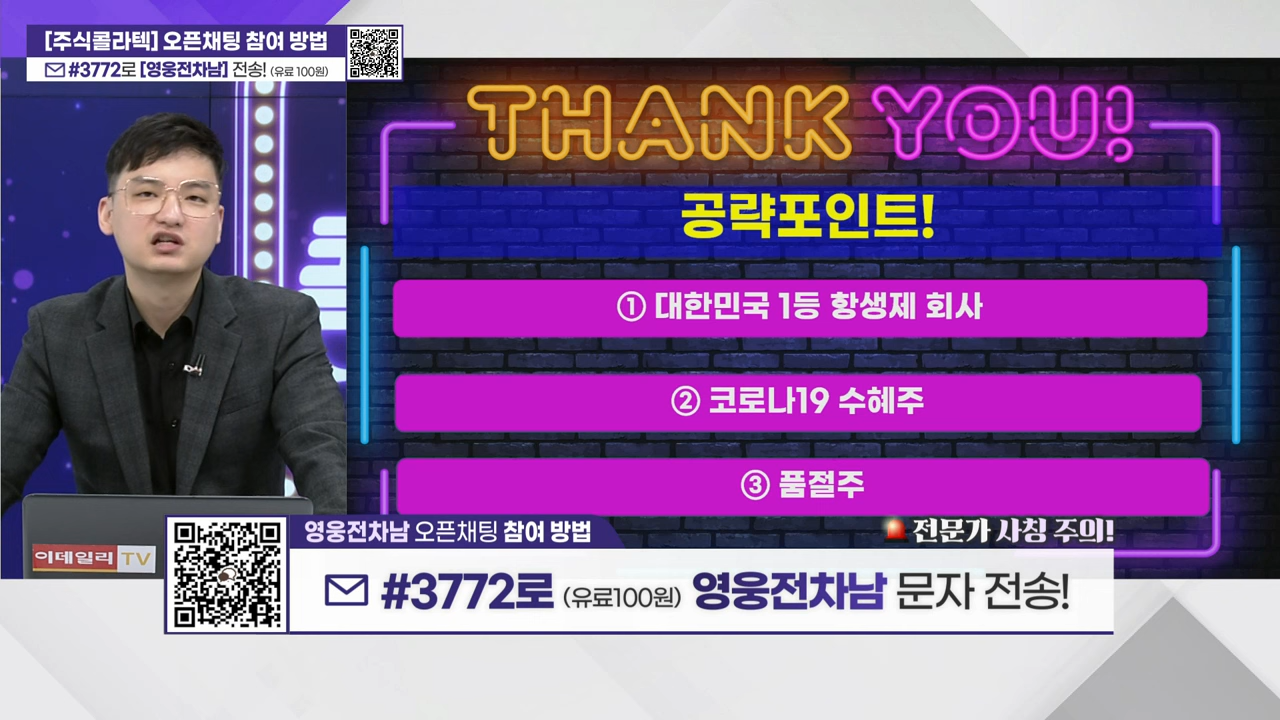 [주식콜라텍] 오픈채팅 참여 방법
#3772로 [영웅전차남] 전송! (유료 100원)
THANK YOU!
공략포인트!
① 대한민국 1등 항생제 회사
② 코로나19 수혜주
③ 품절주
이데일리 TV
영웅전차남 오픈채팅 참여 방법
전문가 사칭 주의!
#3772로 (유료100원) 영웅전차남 문자 전송!